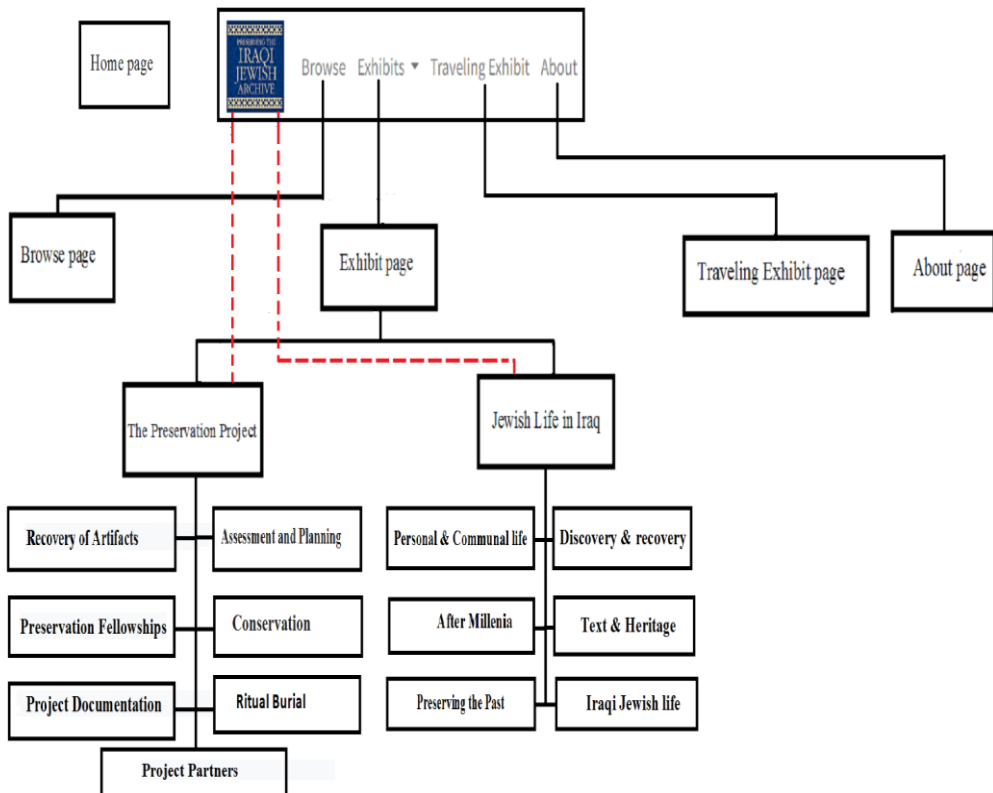 Home page
PRESERVING THE
IRAQI
JEWISH
ARCHIVE
Browse Exhibits Traveling Exhibit About
Browse page
Exhibit page
Traveling Exhibit page
About page
The Preservation Project
Jewish Life in Iraq
Recovery of Artifacts
Assessment and Planning
Preservation Fellowships
Conservation
Project Documentation
Ritual Burial
Project Partners
Personal & Communal life
Discovery & recovery
After Millenia
Text & Heritage
Preserving the Past
Iraqi Jewish life